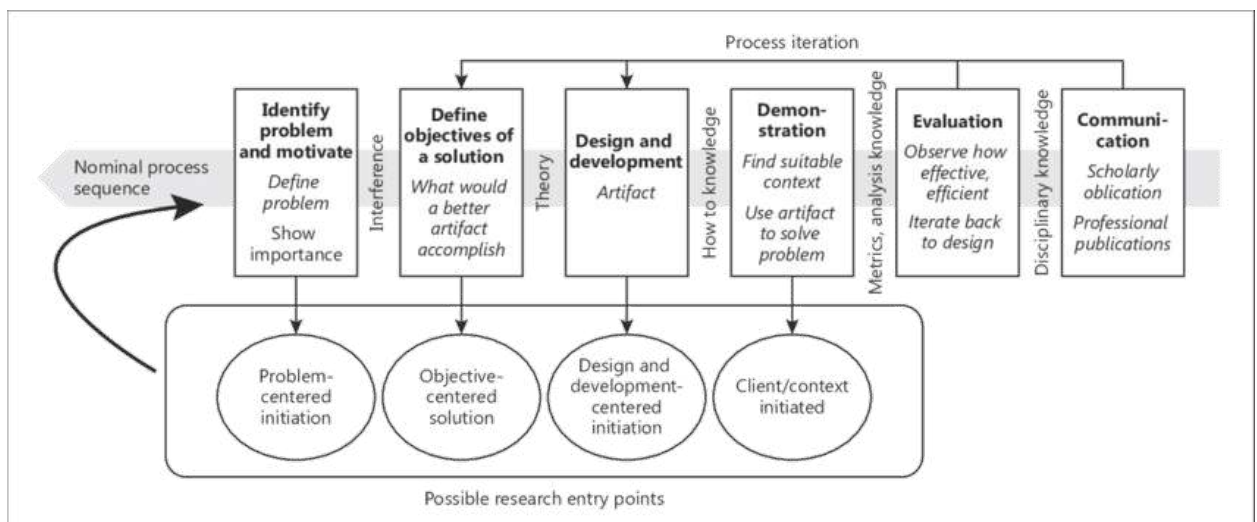 Process iteration
Nominal process
sequence
Identify
problem
and motivate
Define
problem
Show
importance
Interference
Define
objectives of
a solution
What would
a better
artifact
accomplish
Theory
Design and
development
Artifact
How to knowledge
Demon-
stration
Find suitable
context
Use artifact
to solve
problem
Metrics, analysis knowledge
Evaluation
Observe how
effective,
efficient
Iterate back
to design
Disciplinary knowledge
Communi-
cation
Scholarly
oblication
Professional
publications
Problem-
centered
initiation
Objective-
centered
solution
Design and
development-
centered
initiation
Client/context
initiated
Possible research entry points